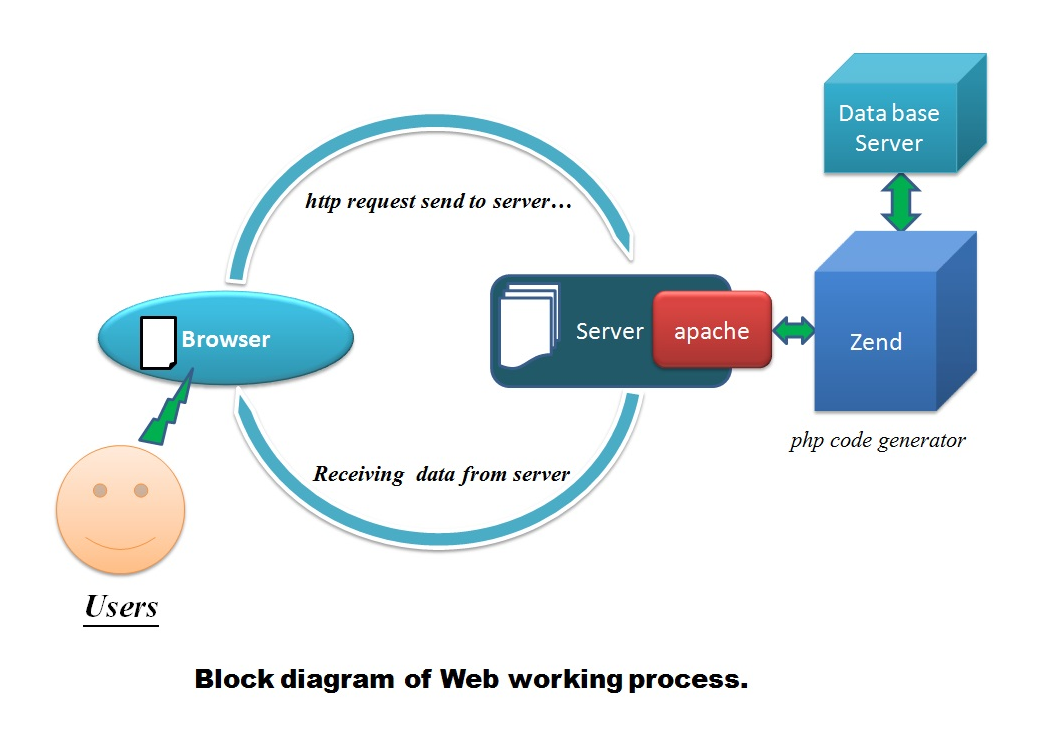 Data base
Server
http request send to server…
Browser
Server
apache
Zend
php code generator
Receiving data from server
Users
Block diagram of Web working process.